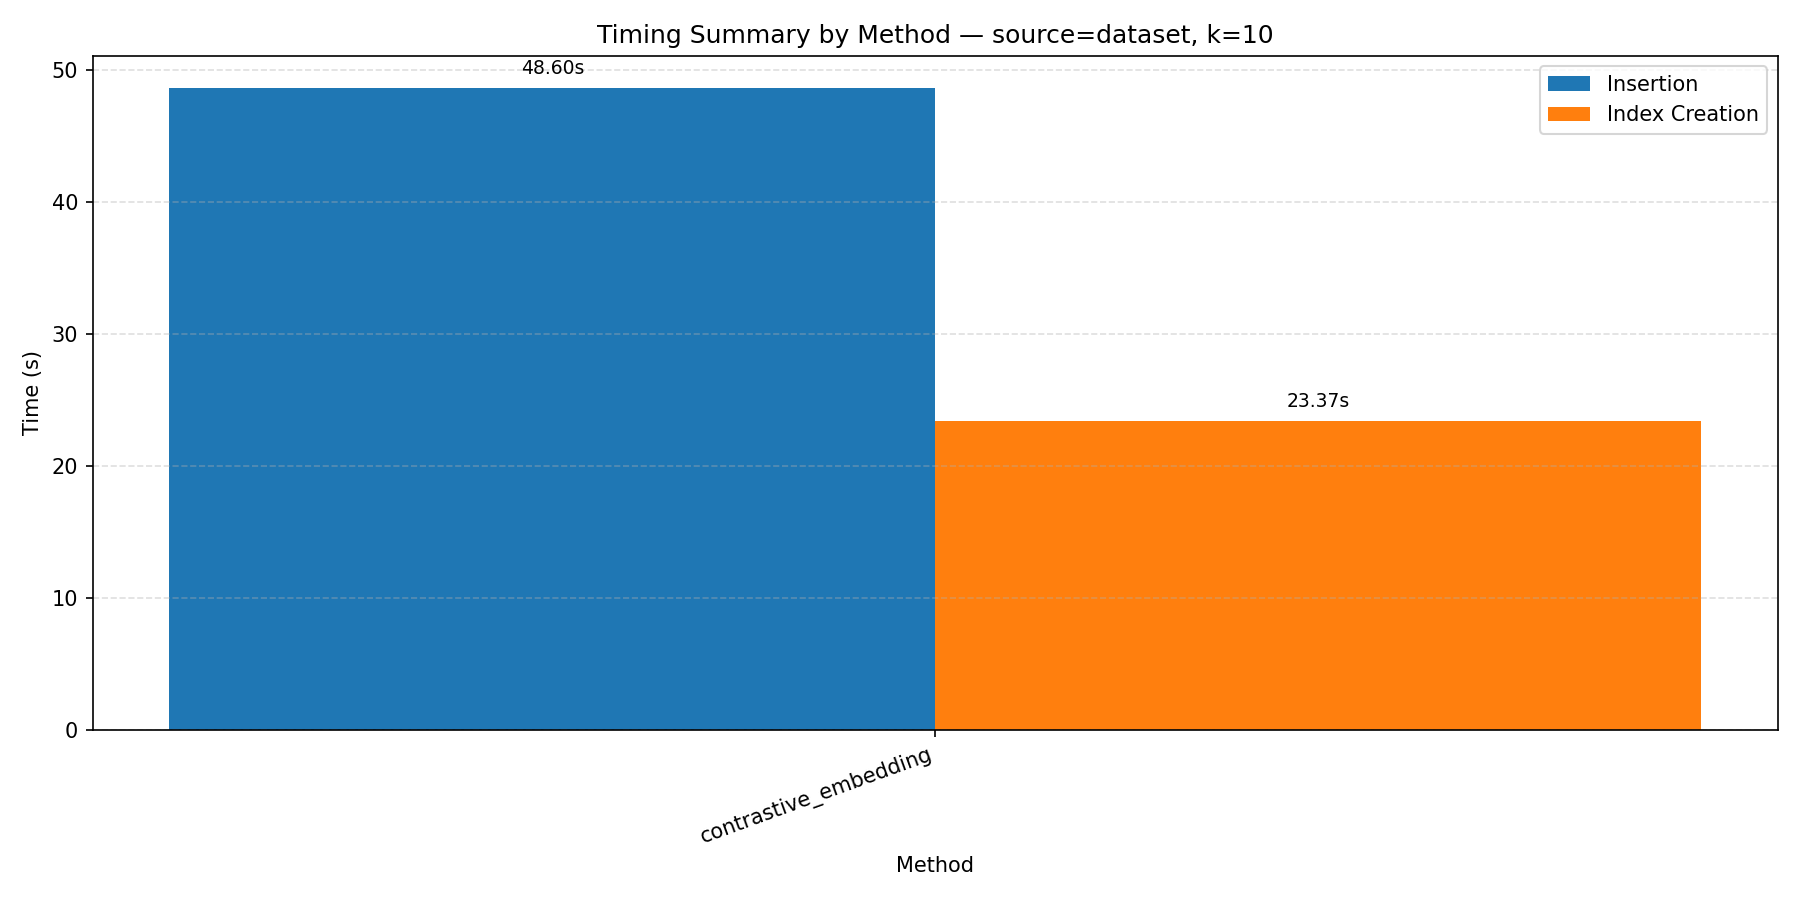 Timing Summary by Method — source=dataset, k=10
50
40
30
20
10
0
Time (s)
48.60s
23.37s
Insertion
Index Creation
contrastive_embedding
Method